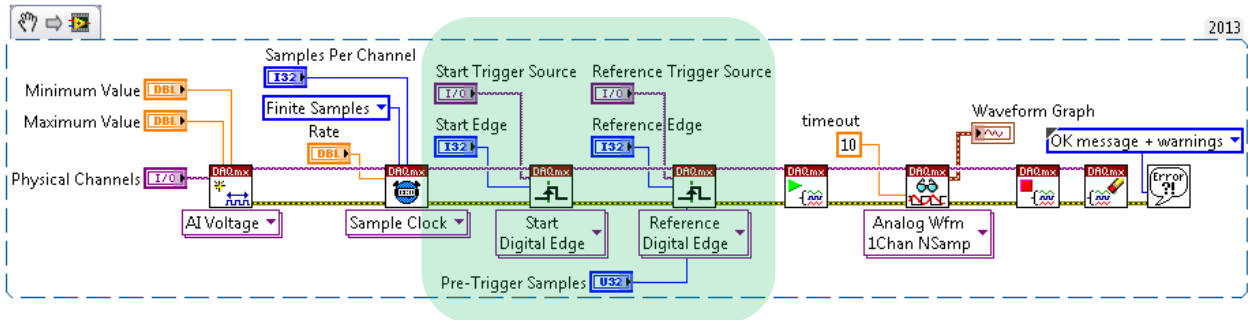 2013
Samples Per Channel
I32
Start Trigger Source
I/O
Reference Trigger Source
I/O
Minimum Value DBL
Finite Samples
Maximum Value DBL
Rate
DBL
Start Edge
I32
Reference Edge
I32
timeout
10
Waveform Graph
OK message + warnings
Physical Channels I/O
DAQmx
DAQmx
DAQmx
DAQmx
DAQmx
DAQmx
DAQmx
DAQmx
Error
?!
AI Voltage
Sample Clock
Start
Digital Edge
Reference
Digital Edge
Analog Wfm
1Chan NSamp
Pre-Trigger Samples U32